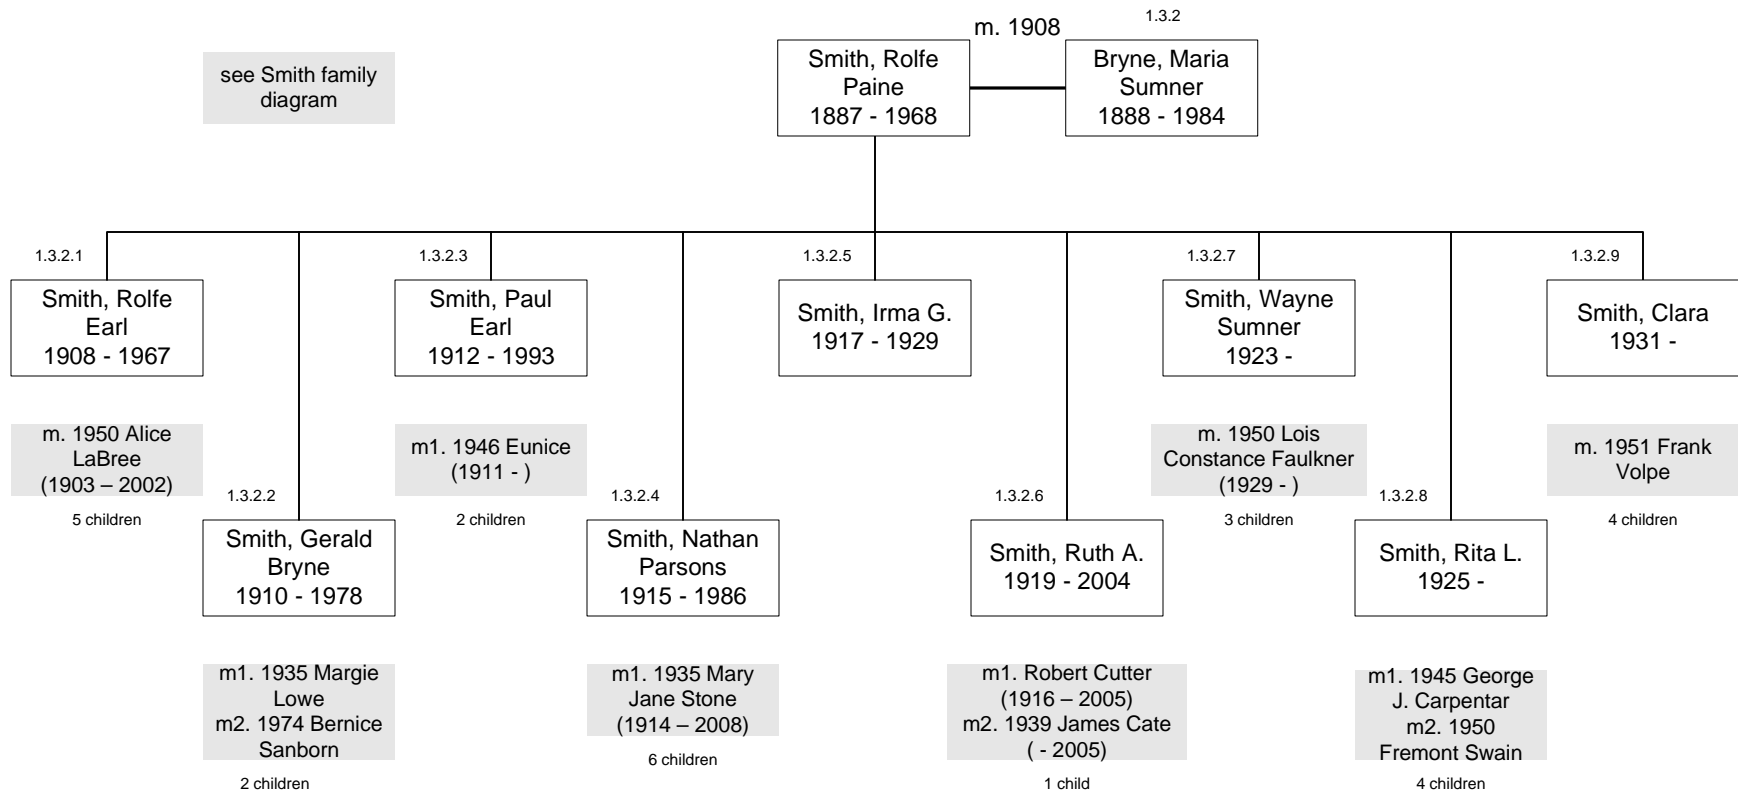 m. 1908
1.3.2
see Smith family
diagram
Smith, Rolfe
Paine
1887 - 1968
Bryne, Maria
Sumner
1888 - 1984
1.3.2.1
Smith, Rolfe
Earl
1908 - 1967
m. 1950 Alice
LaBree
(1903 – 2002)
5 children
1.3.2.2
Smith, Gerald
Bryne
1910 - 1978
m1. 1935 Margie
Lowe
m2. 1974 Bernice
Sanborn
2 children
1.3.2.3
Smith, Paul
Earl
1912 - 1993
m1. 1946 Eunice
(1911 - )
2 children
1.3.2.4
Smith, Nathan
Parsons
1915 - 1986
m1. 1935 Mary
Jane Stone
(1914 – 2008)
6 children
1.3.2.5
Smith, Irma G.
1917 - 1929
1.3.2.6
Smith, Ruth A.
1919 - 2004
m1. Robert Cutter
(1916 – 2005)
m2. 1939 James Cate
( - 2005)
1 child
1.3.2.7
Smith, Wayne
Sumner
1923 -
m. 1950 Lois
Constance Faulkner
(1929 - )
3 children
1.3.2.8
Smith, Rita L.
1925 -
m1. 1945 George
J. Carpentar
m2. 1950
Fremont Swain
4 children
1.3.2.9
Smith, Clara
1931 -
m. 1951 Frank
Volpe
4 children